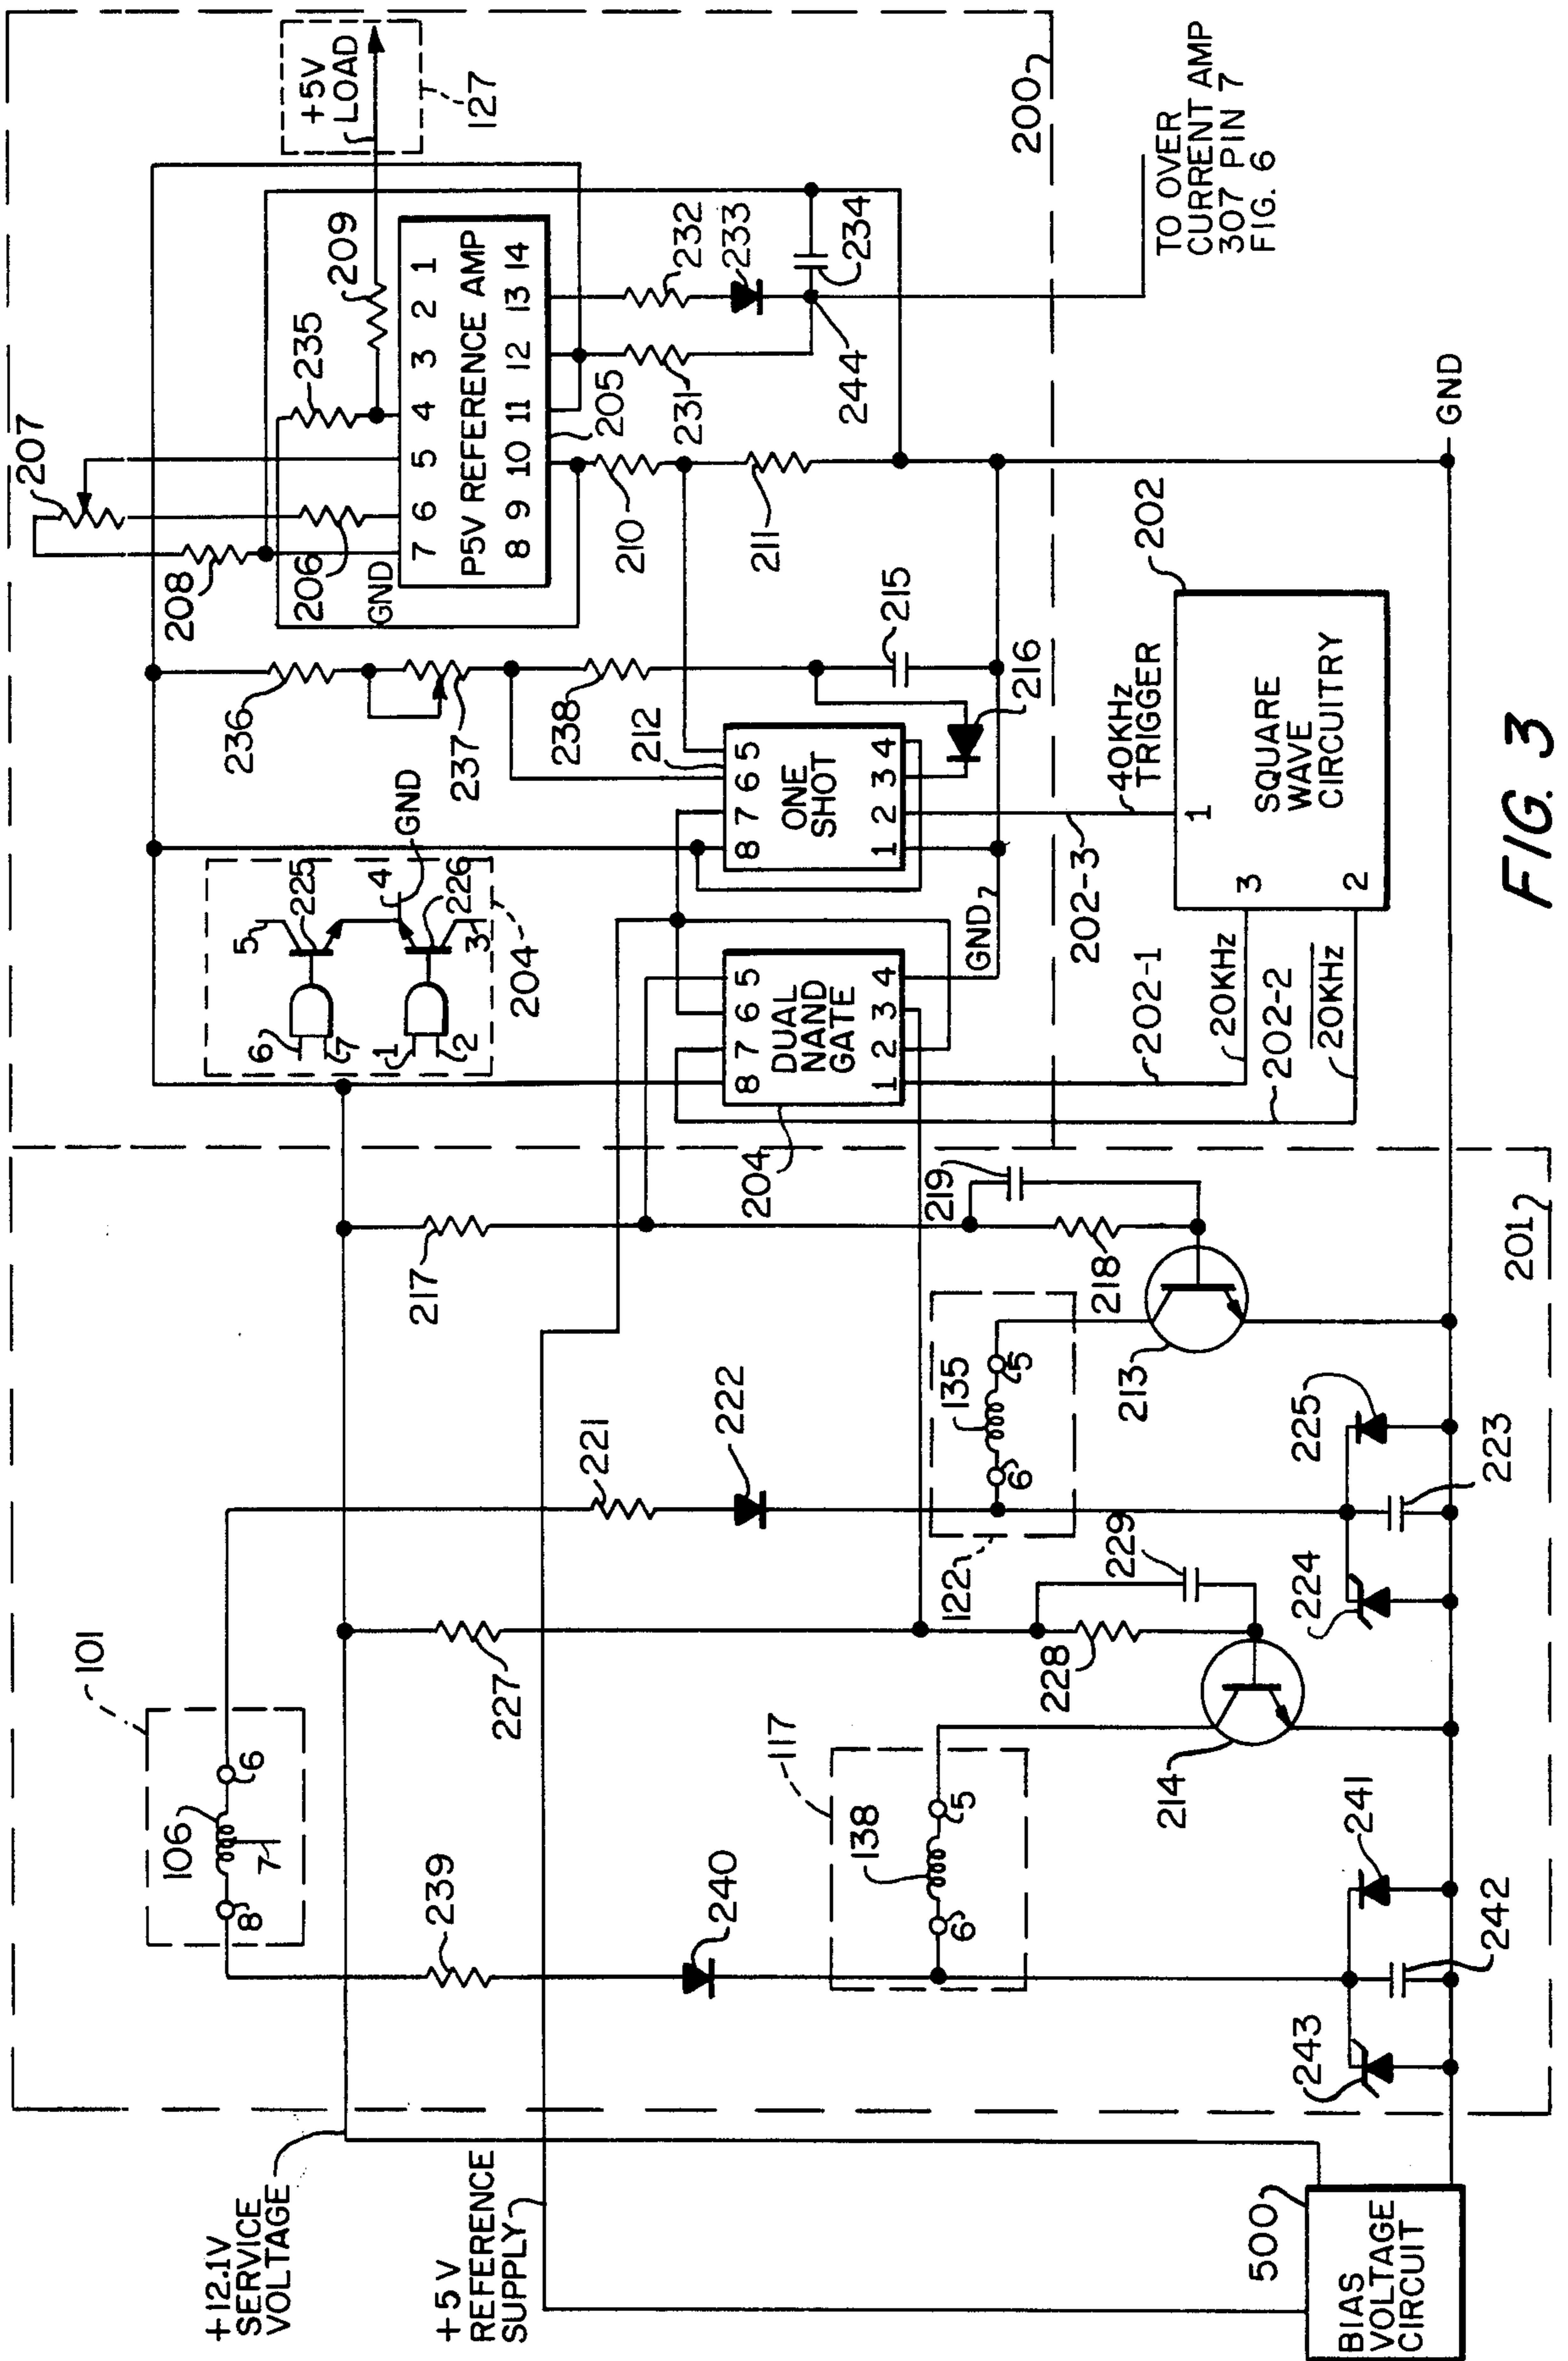 +5V
LOAD
127
200
207
235
209
208
206
GND
7 6 5 4 3 2 1
P5V REFERENCE AMP
8 9 10 11 12 13 14
205
232
233
234
231
244
210
211
TO OVER
CURRENT AMP
307 PIN 7
FIG. 6
236
237
238
212
215
216
8 7 6 5
ONE
SHOT
1 2 3 4
5
225
4
GND
226
3
6
7
1
2
204
8 7 6 5
DUAL
NAND
GATE
1 2 3 4
204
GND
202-3
40KHz
TRIGGER
202
1
SQUARE
WAVE
CIRCUITRY
3
2
202-1
20KHz
202-2
20KHz
GND
217
219
218
213
221
222
135
6
5
122
225
223
224
201
101
106
8
7
6
227
229
228
214
239
240
117
138
6
5
241
242
243
+12.1V
SERVICE
VOLTAGE
+5V
REFERENCE
SUPPLY
500
BIAS
VOLTAGE
CIRCUIT
FIG. 3